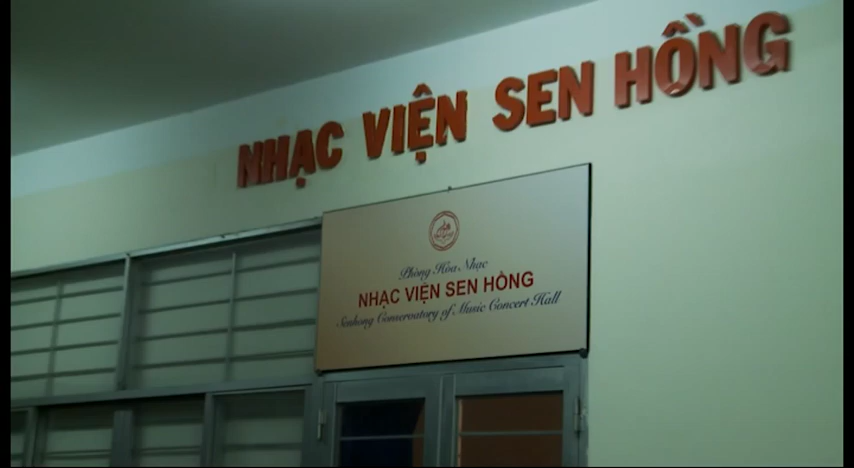 NHẠC VIỆN SEN HỒNG
Phòng Hòa Nhạc
NHẠC VIỆN SEN HỒNG
Senhong Conservatory of Music Concert Hall